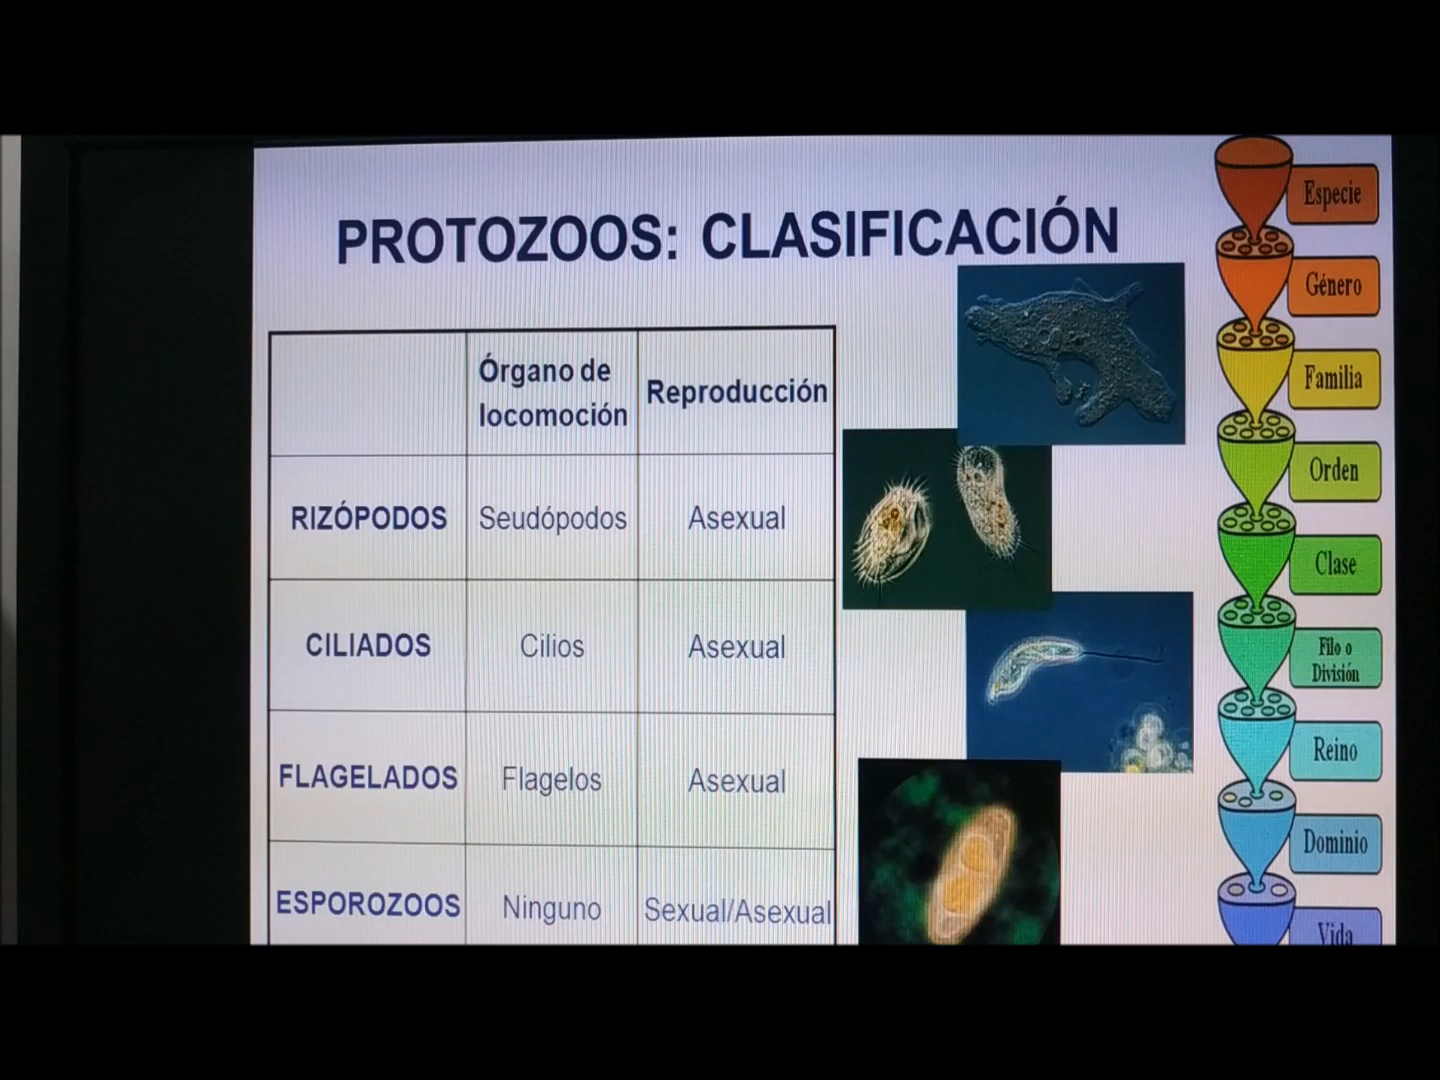 PROTOZOOS: CLASIFICACIÓN
Órgano de
locomoción
Reproducción
RIZÓPODOS
Seudópodos
Asexual
CILIADOS
Cilios
Asexual
FLAGELADOS
Flagelos
Asexual
ESPOROZOOS
Ninguno
Sexual/Asexual
Especie
Género
Familia
Orden
Clase
Filo o
División
Reino
Dominio
Vida